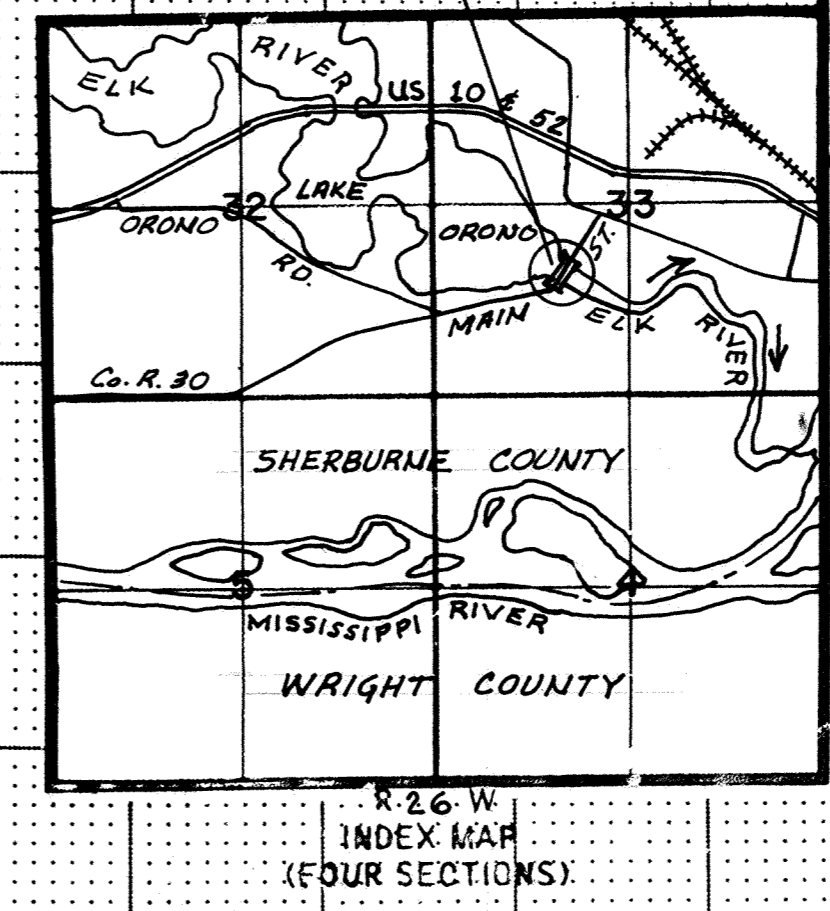 ELK RIVER
US 10 & 52
32 LAKE 33
ORONO ORONO ST.
RD.
MAIN ELK RIVER
Co. R. 30
SHERBURNE COUNTY
5 4
MISSISSIPPI RIVER
WRIGHT COUNTY
R. 26 W.
INDEX MAP
(FOUR SECTIONS)